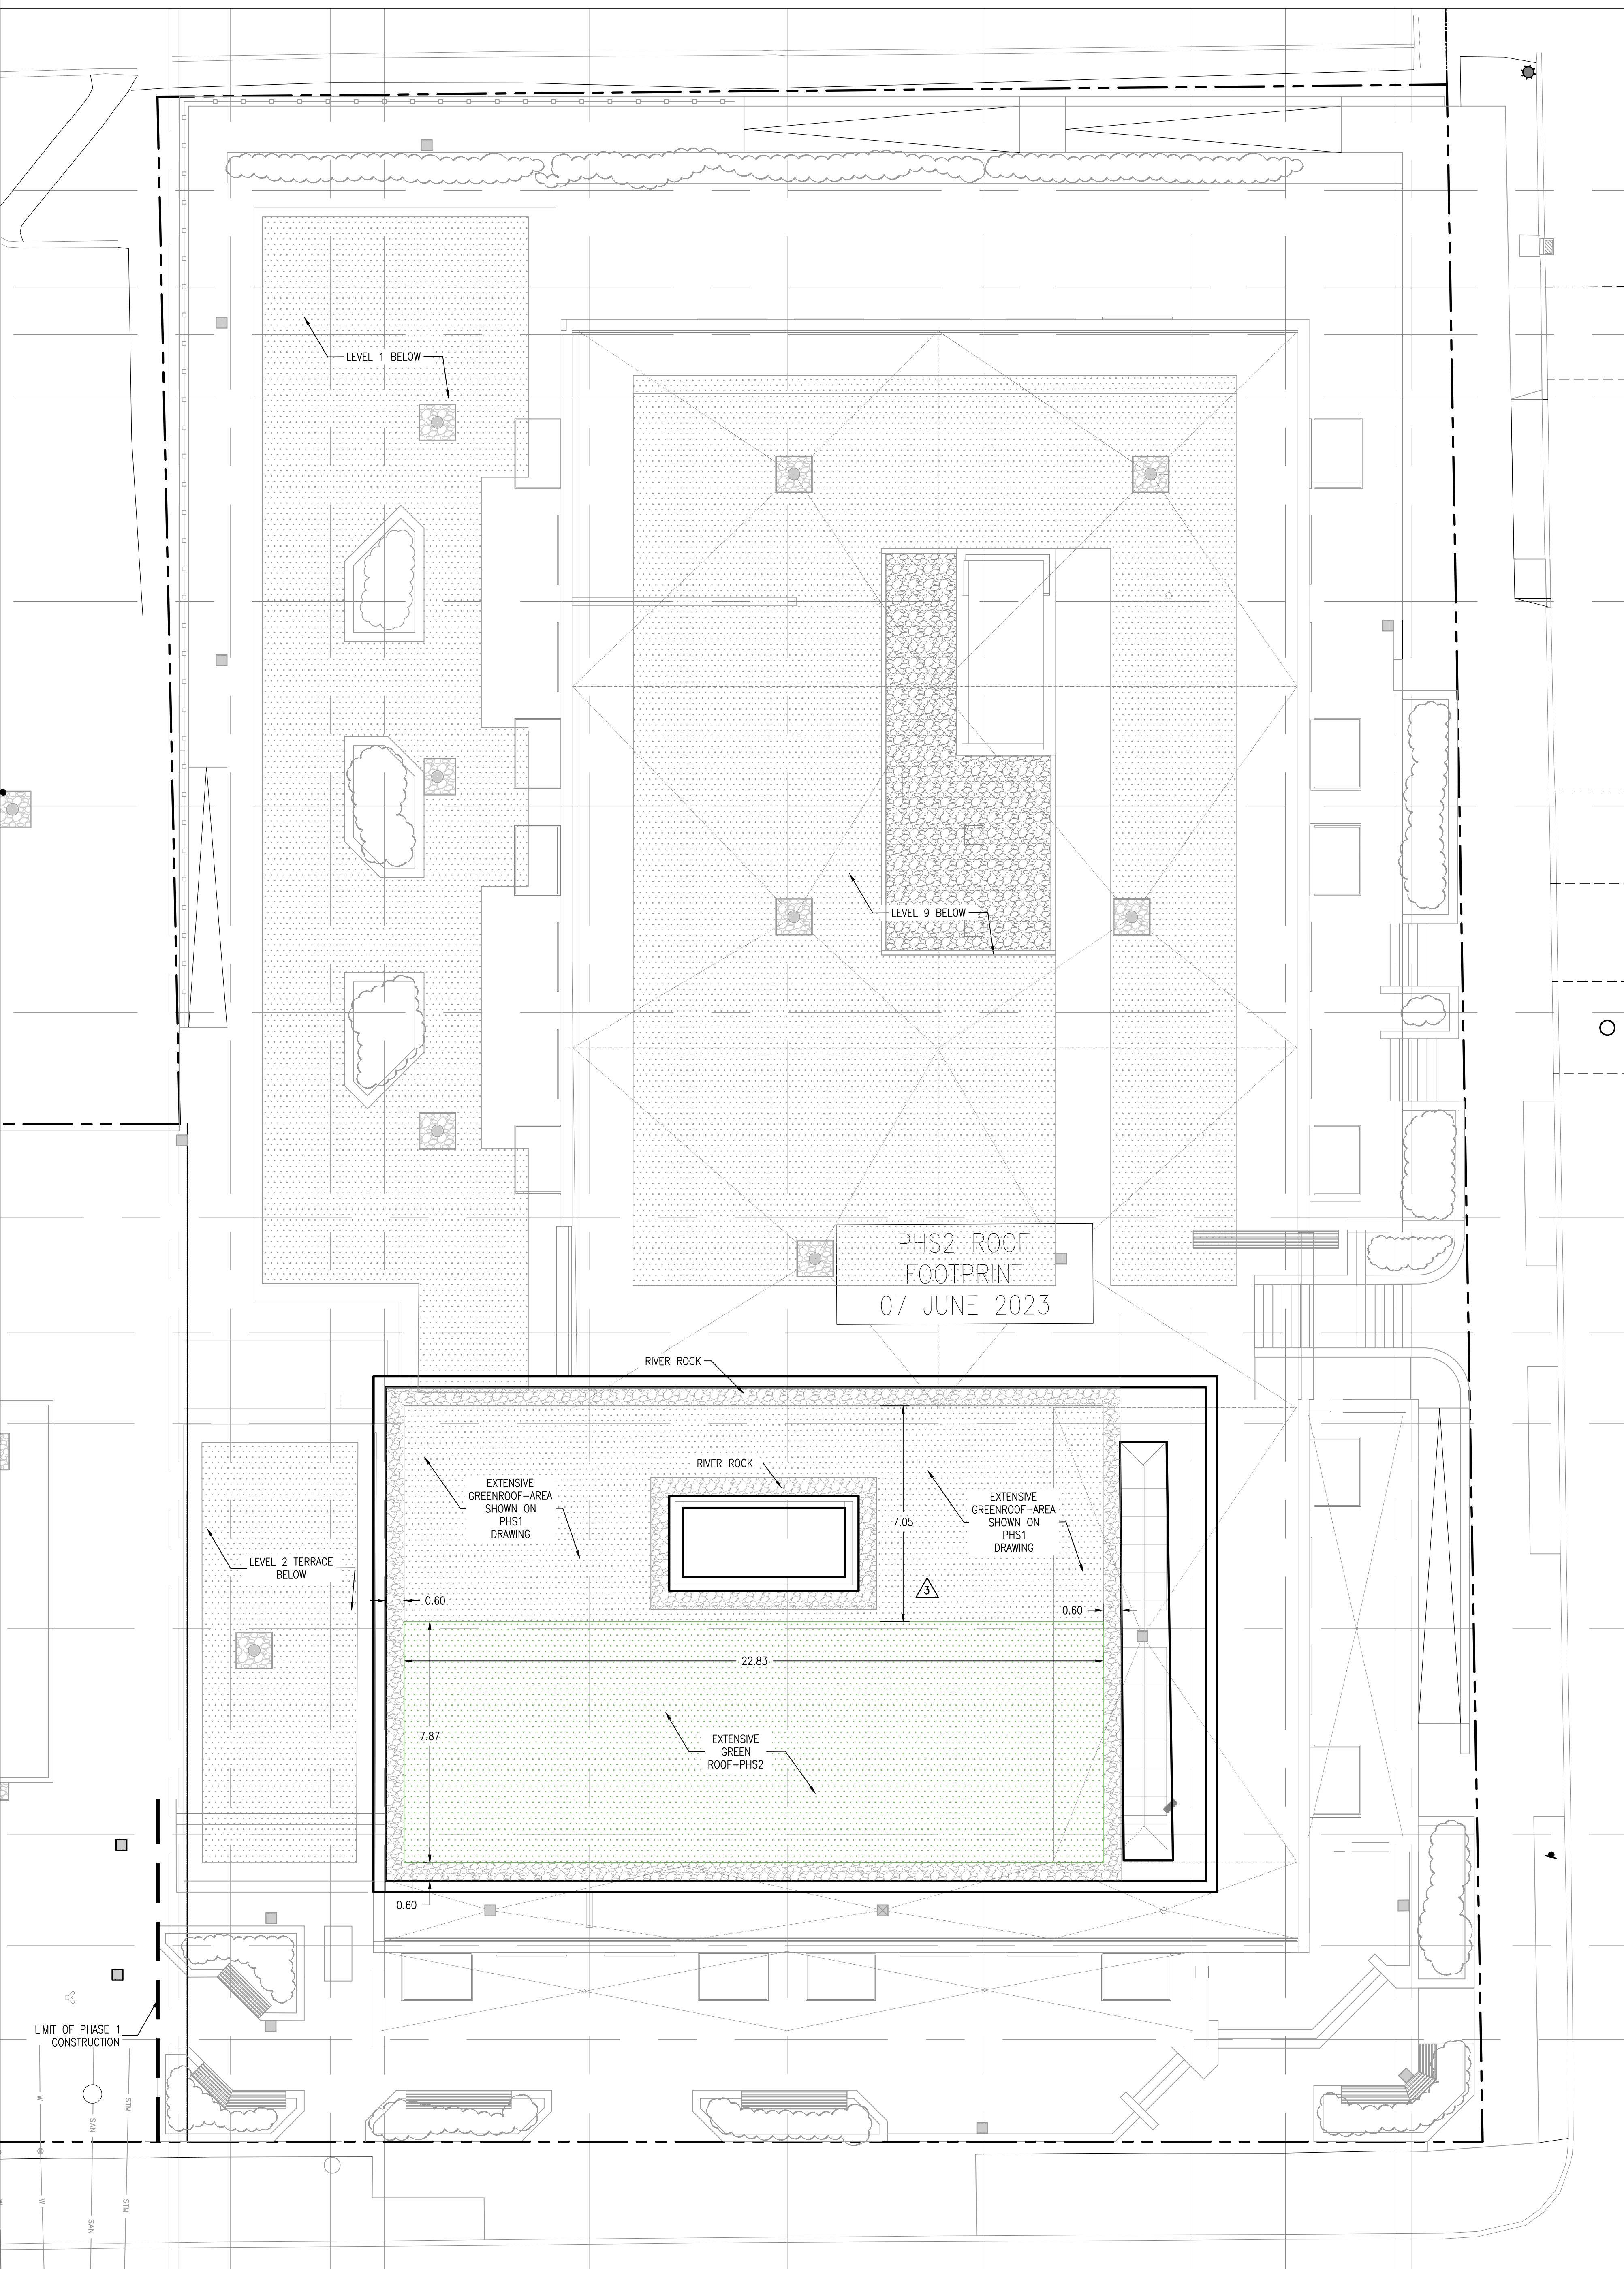 LEVEL 1 BELOW
LEVEL 9 BELOW
PHS2 ROOF
FOOTPRINT
07 JUNE 2023
RIVER ROCK
RIVER ROCK
EXTENSIVE
GREENROOF-AREA
SHOWN ON
PHS1
DRAWING
7.05
EXTENSIVE
GREENROOF-AREA
SHOWN ON
PHS1
DRAWING
LEVEL 2 TERRACE
BELOW
3
0.60
0.60
22.83
7.87
EXTENSIVE
GREEN
ROOF-PHS2
0.60
LIMIT OF PHASE 1
CONSTRUCTION
W
SAN
STM
W
SAN
STM